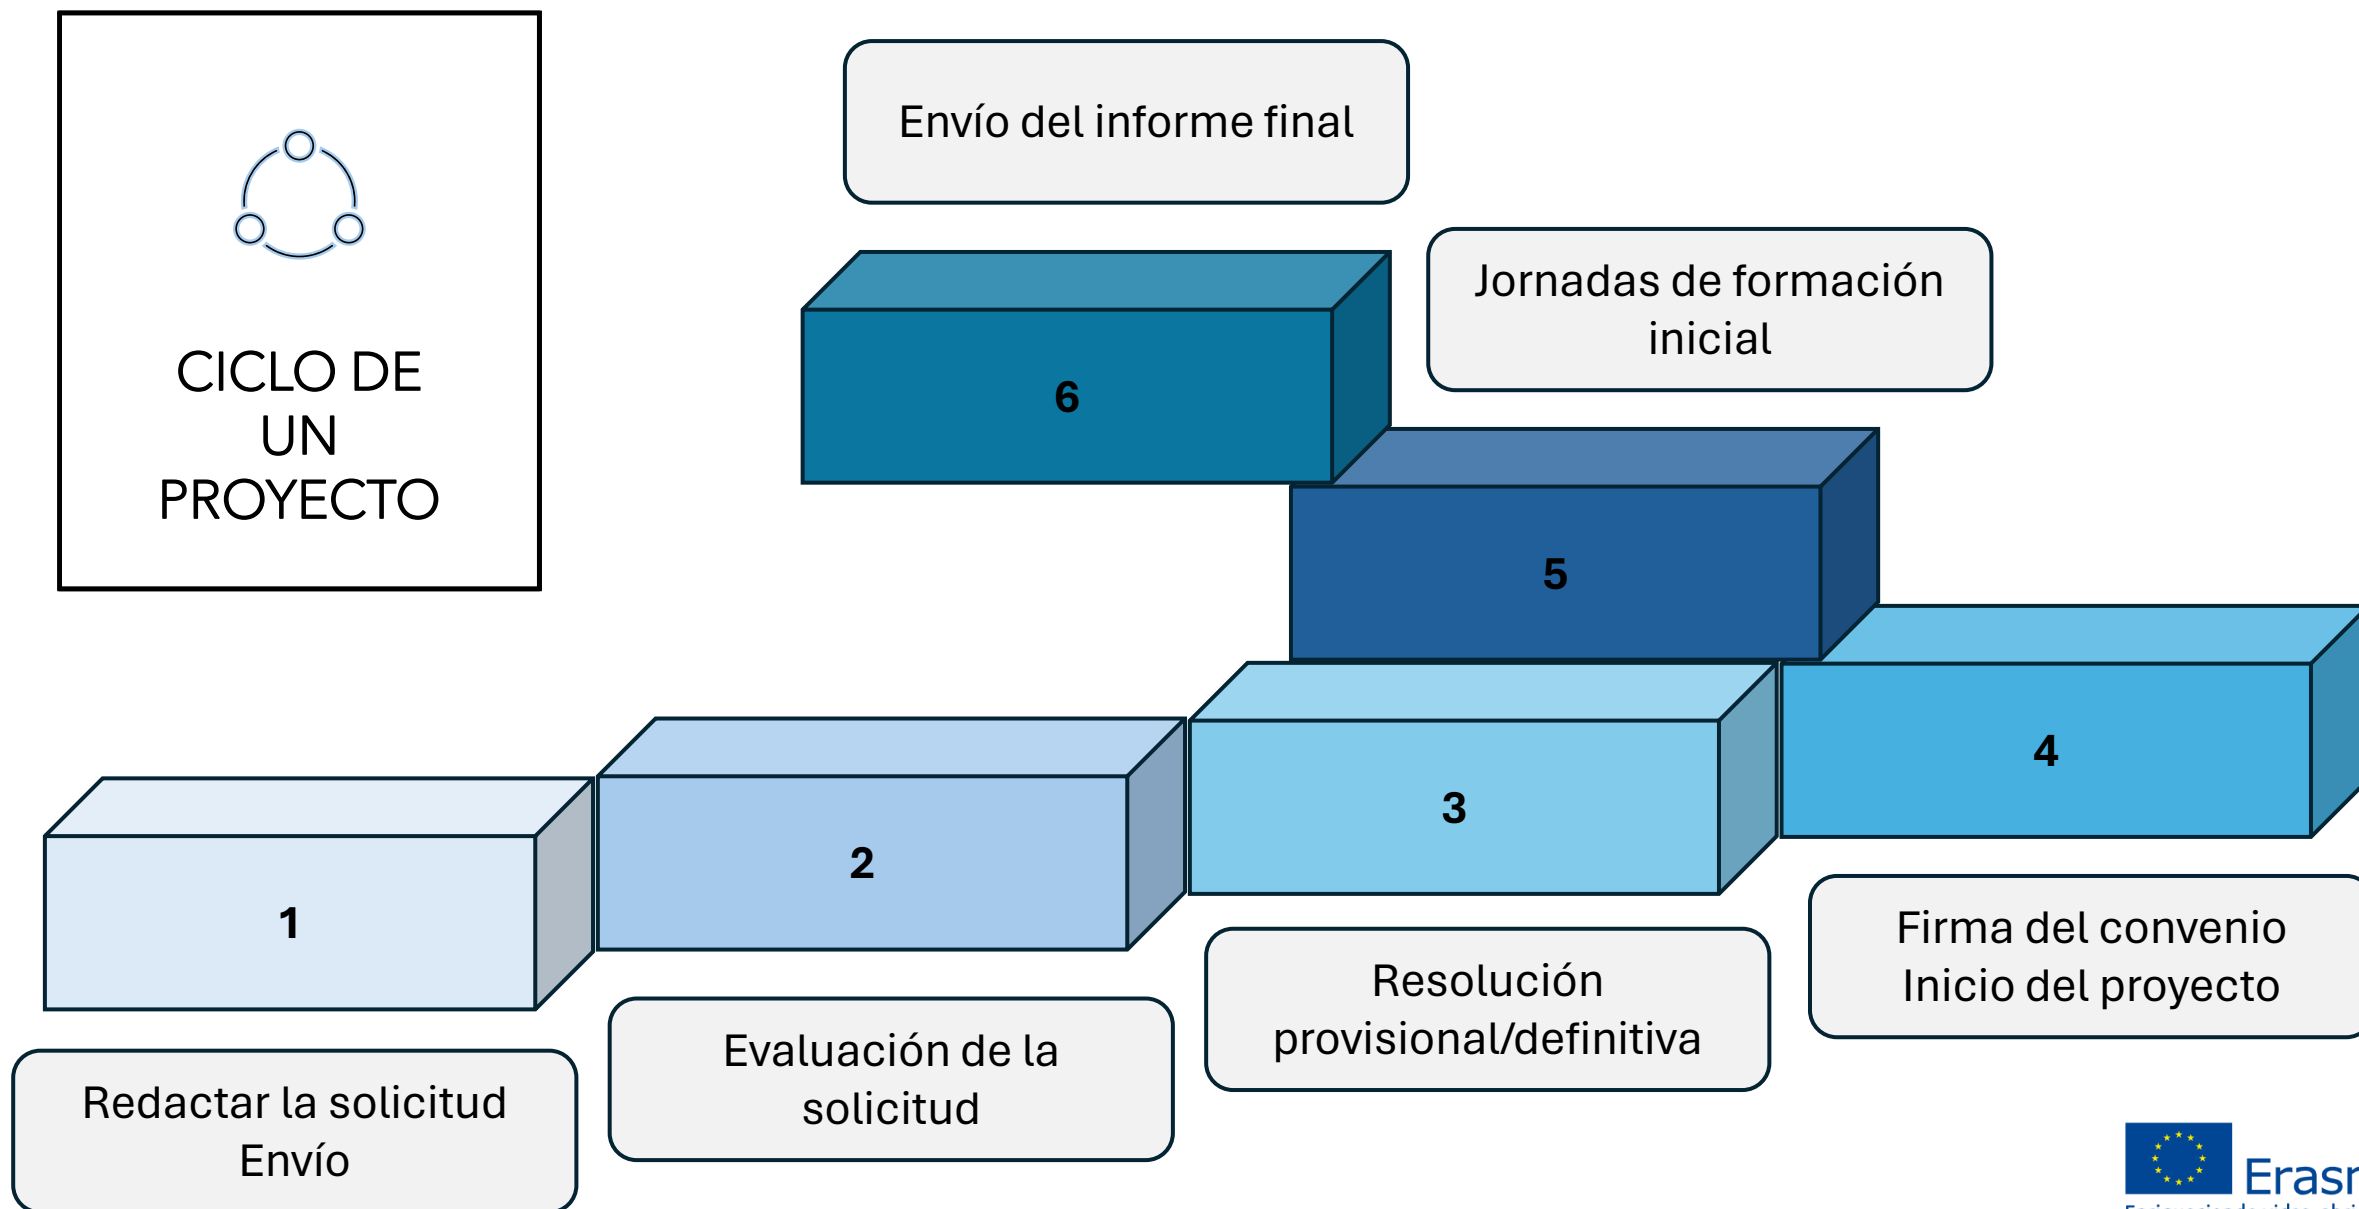 CICLO DE
UN
PROYECTO
Envío del informe final
6
Jornadas de formación
inicial
5
4
Firma del convenio
Inicio del proyecto
3
Resolución
provisional/definitiva
2
Evaluación de la
solicitud
1
Redactar la solicitud
Envío